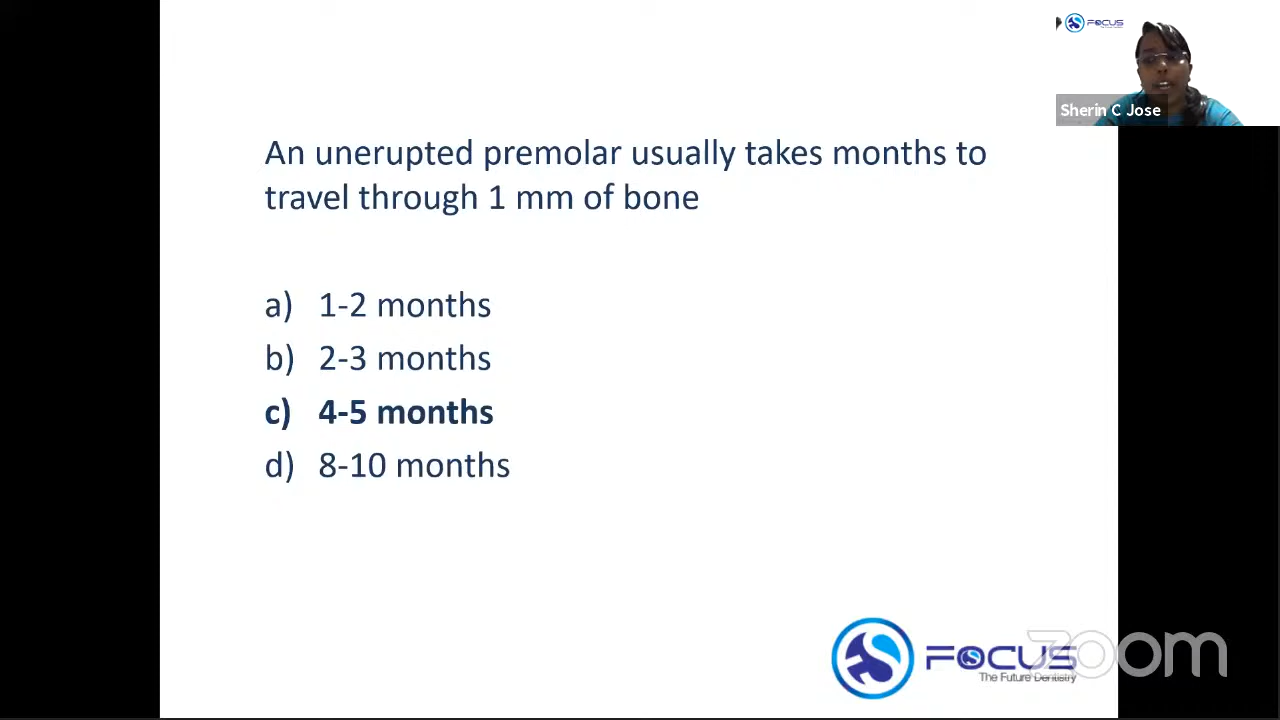 FOCUS
Sherin C Jose
An unerupted premolar usually takes months to
travel through 1 mm of bone
a) 1-2 months
b) 2-3 months
c) 4-5 months
d) 8-10 months
FOCUS
The Future Dentistry
zoom